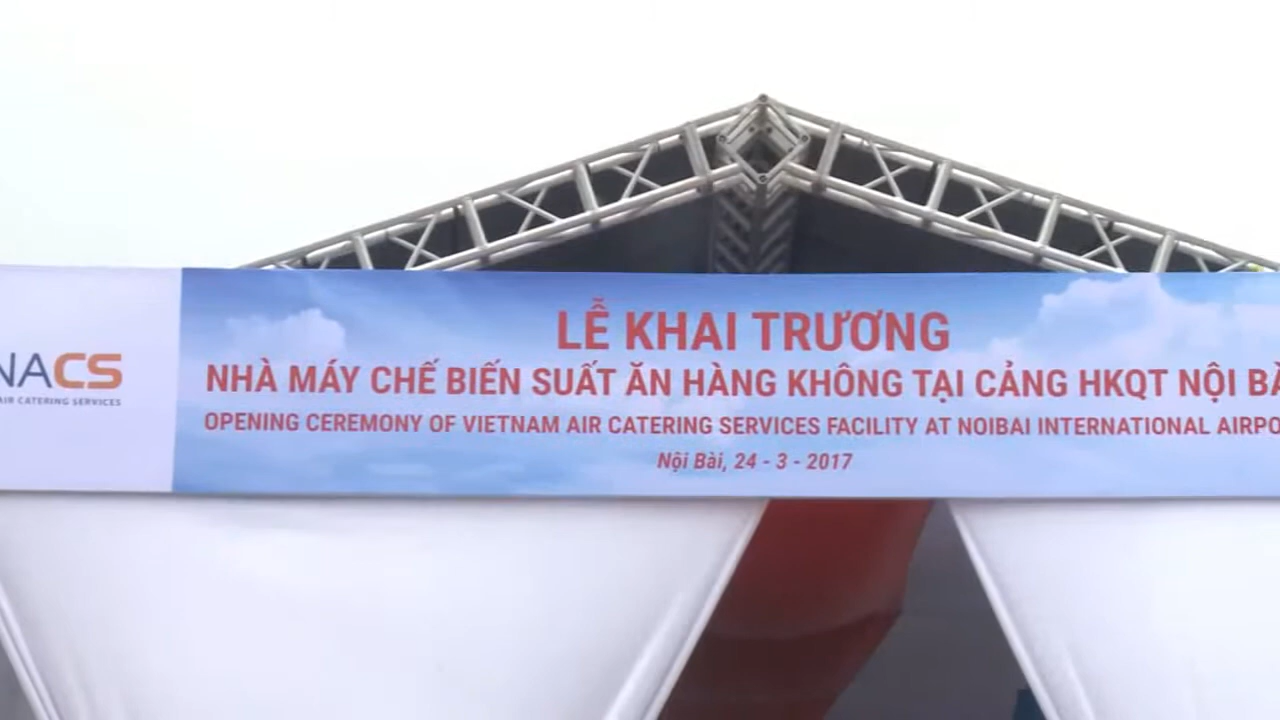 NACS
AIR CATERING SERVICES
LỄ KHAI TRƯƠNG
NHÀ MÁY CHẾ BIẾN SUẤT ĂN HÀNG KHÔNG TẠI CẢNG HKQT NỘI BÀ
OPENING CEREMONY OF VIETNAM AIR CATERING SERVICES FACILITY AT NOIBAI INTERNATIONAL AIRPO
Nội Bài, 24 - 3 - 2017